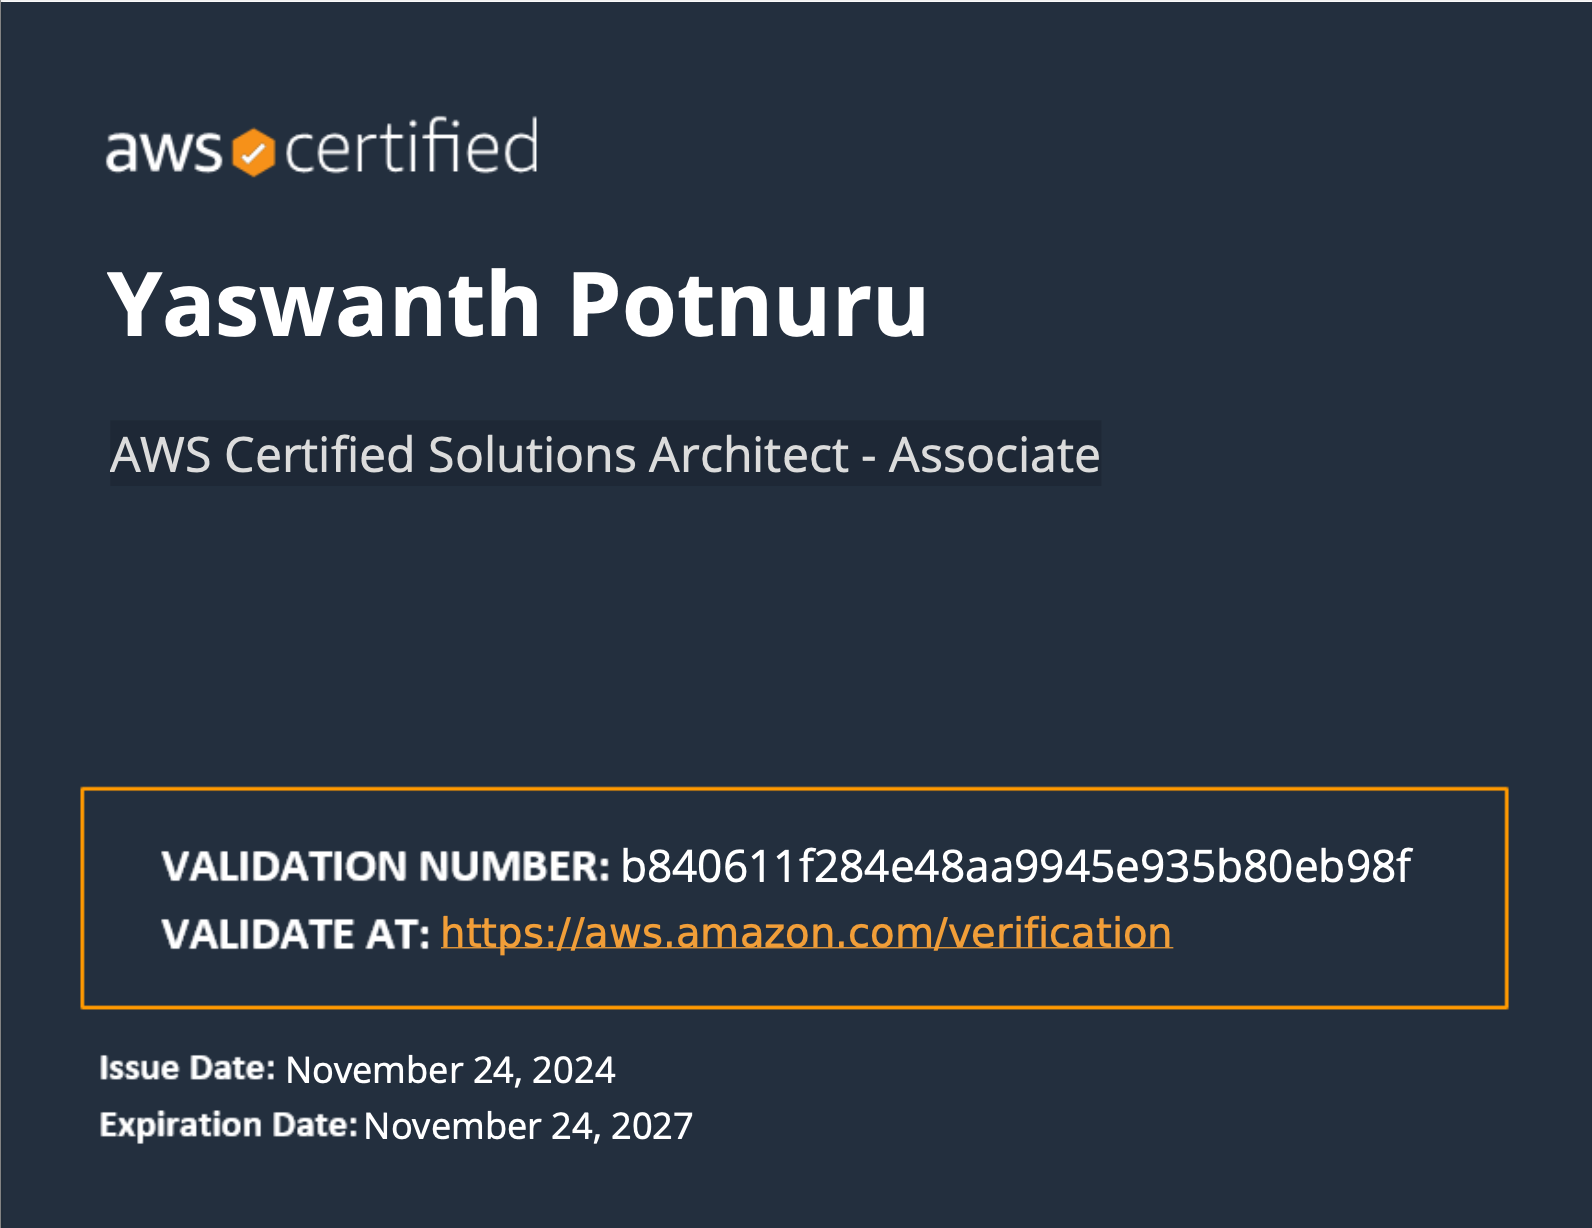 aws certified
Yaswanth Potnuru
AWS Certified Solutions Architect - Associate
VALIDATION NUMBER: b840611f284e48aa9945e935b80eb98f
VALIDATE AT: https://aws.amazon.com/verification
Issue Date: November 24, 2024
Expiration Date: November 24, 2027